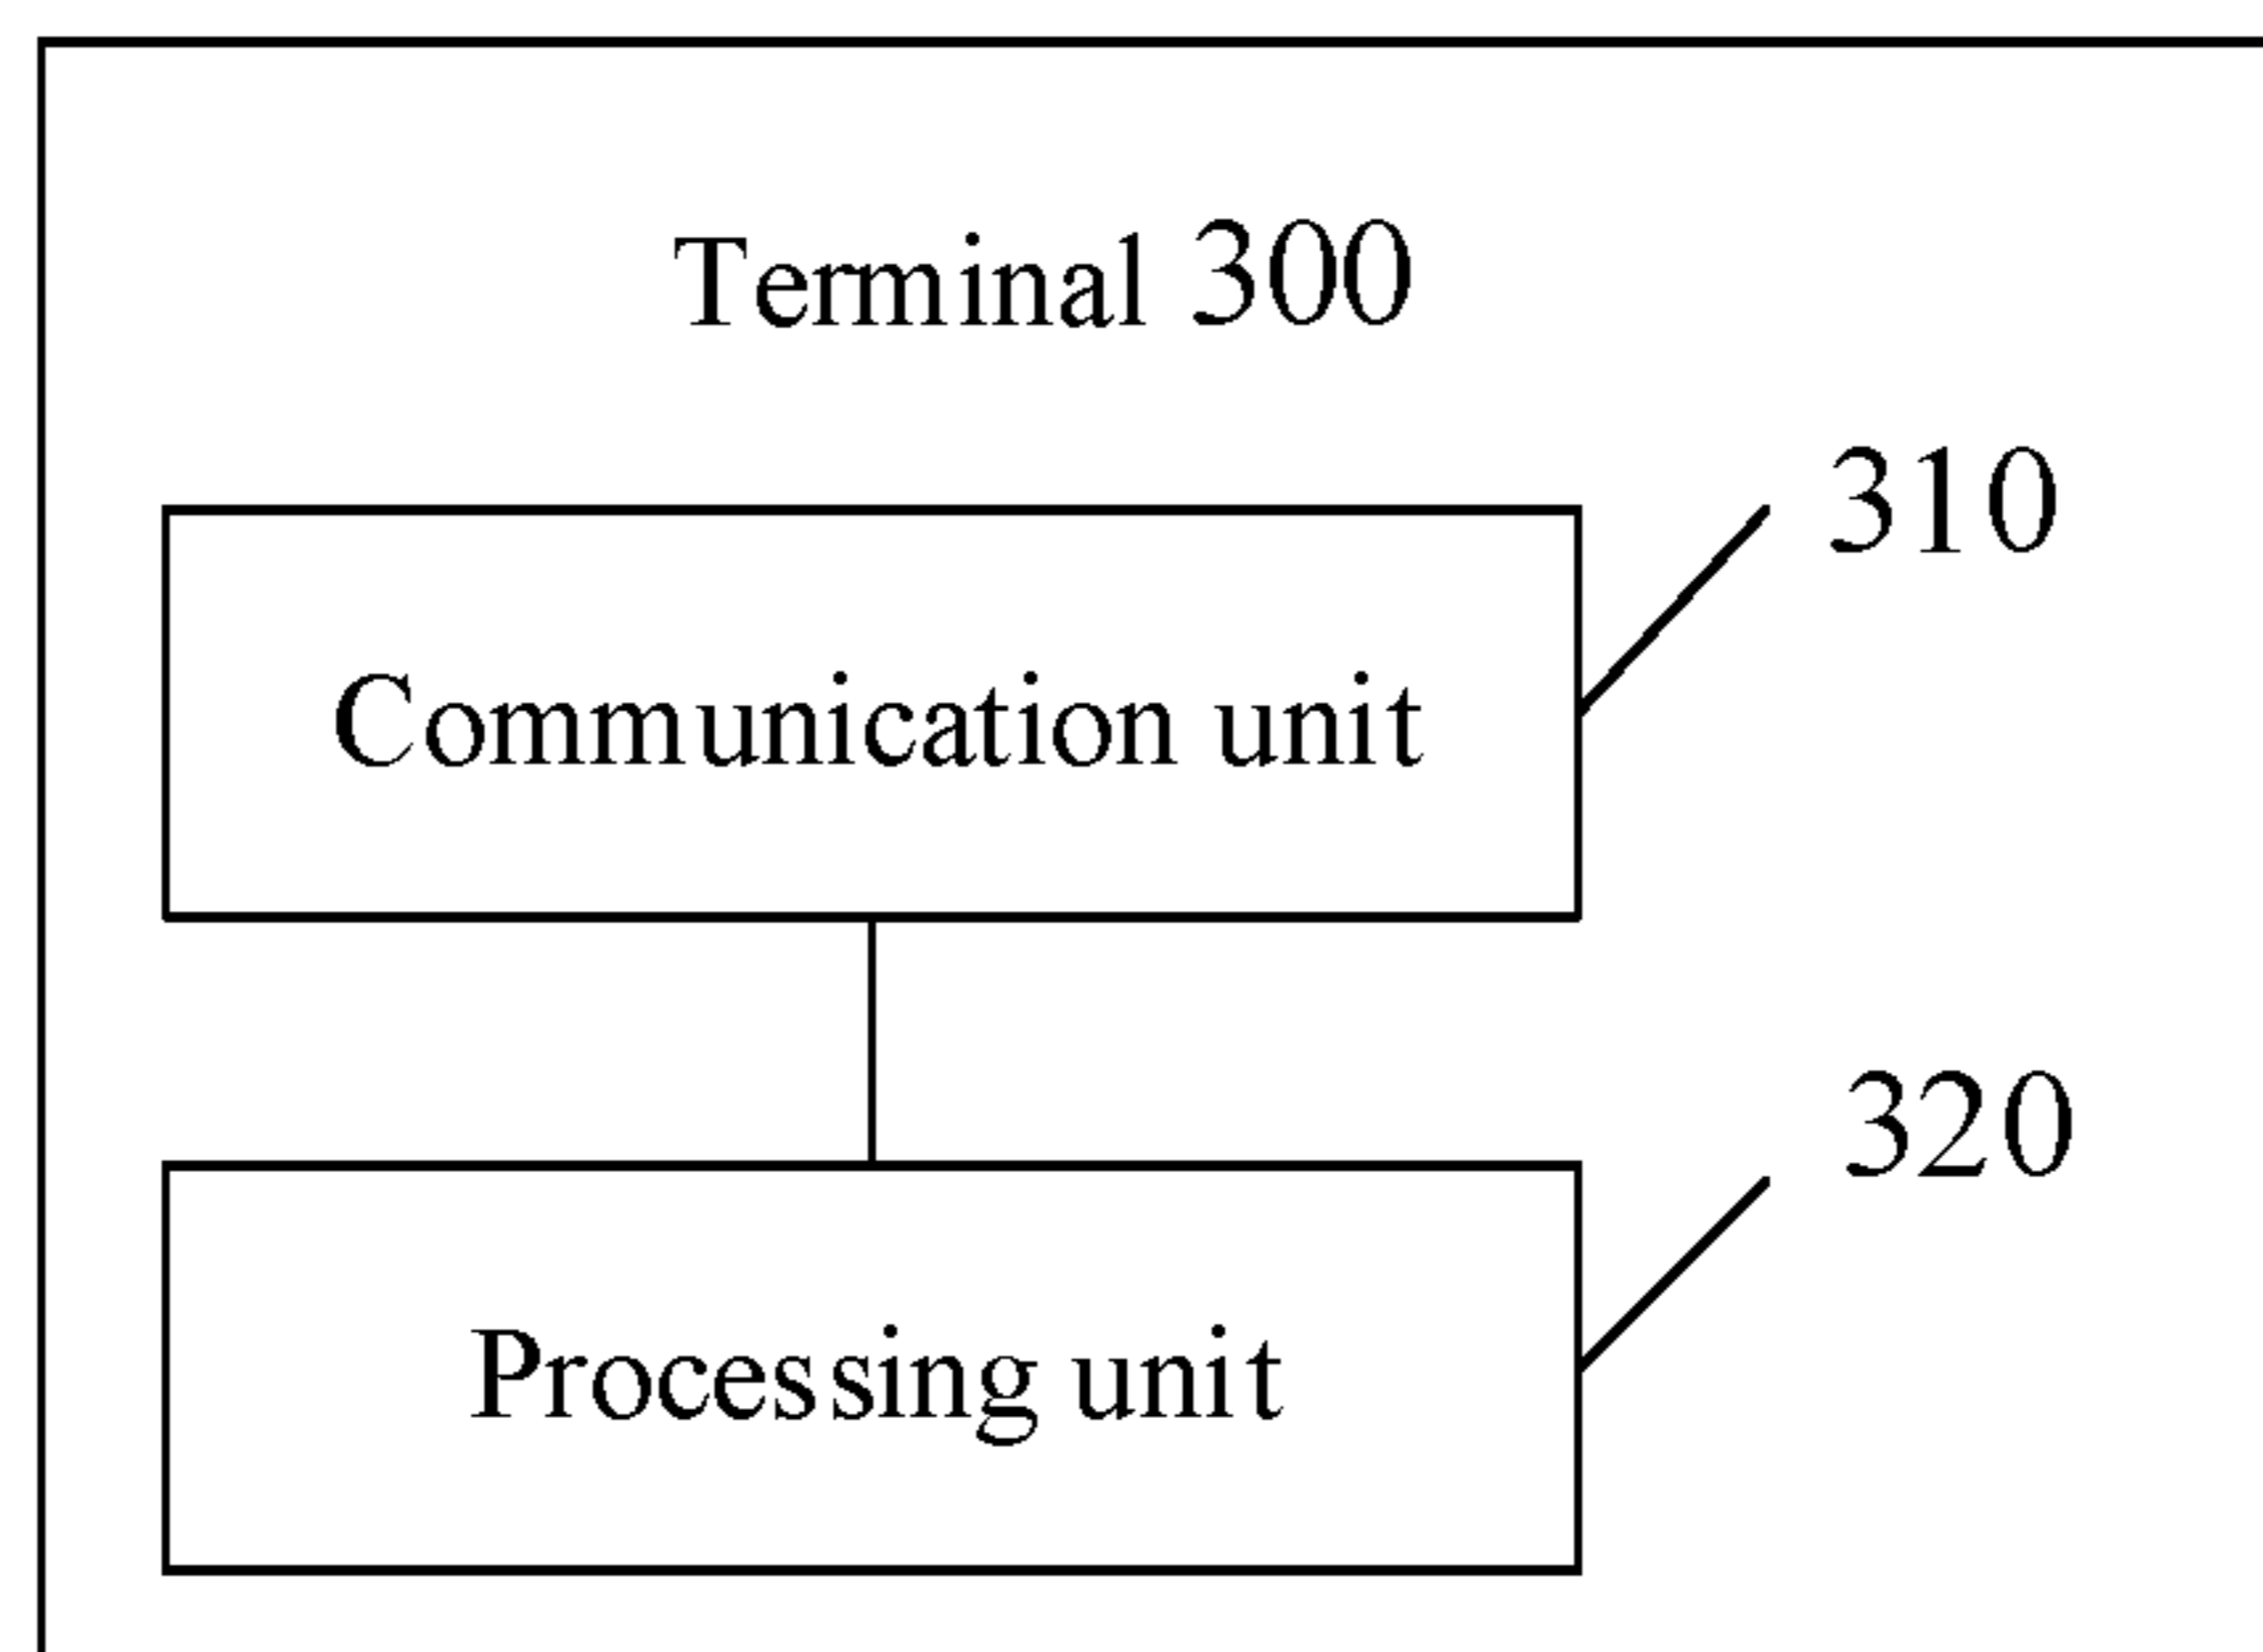 Terminal 300
310
Communication unit
320
Processing unit